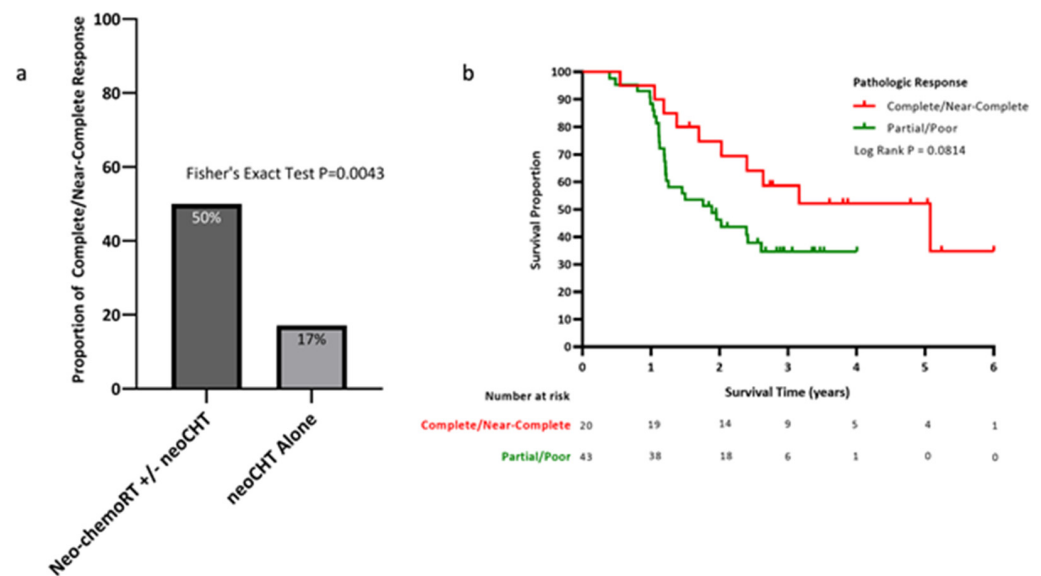 a
Proportion of Complete/Near-Complete Response
100
80
60
40
20
0
Fisher's Exact Test P=0.0043
50%
17%
Neo-chemoRT +/- neoCHT
neoCHT Alone
b
Survival Proportion
100
90
80
70
60
50
40
30
20
10
0
Pathologic Response
Complete/Near-Complete
Partial/Poor
Log Rank P = 0.0814
0 1 2 3 4 5 6
Survival Time (years)
Number at risk
Complete/Near-Complete 20 19 14 9 5 4 1
Partial/Poor 43 38 18 6 1 0 0